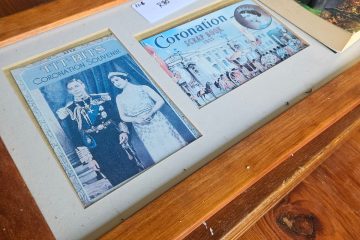 TIT-BITS
CORONATION SOUVENIR
Coronation
SCRAP BOOK